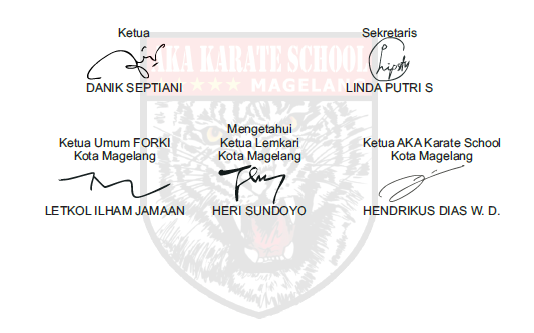 Ketua
Sekretaris
AKA KARATE SCHOOL
MAGELANG
DANIK SEPTIANI
LINDA PUTRI S
Mengetahui
Ketua Umum FORKI
Kota Magelang
Ketua Lemkari
Kota Magelang
Ketua AKA Karate School
Kota Magelang
LETKOL ILHAM JAMAAN
HERI SUNDOYO
HENDRIKUS DIAS W. D.